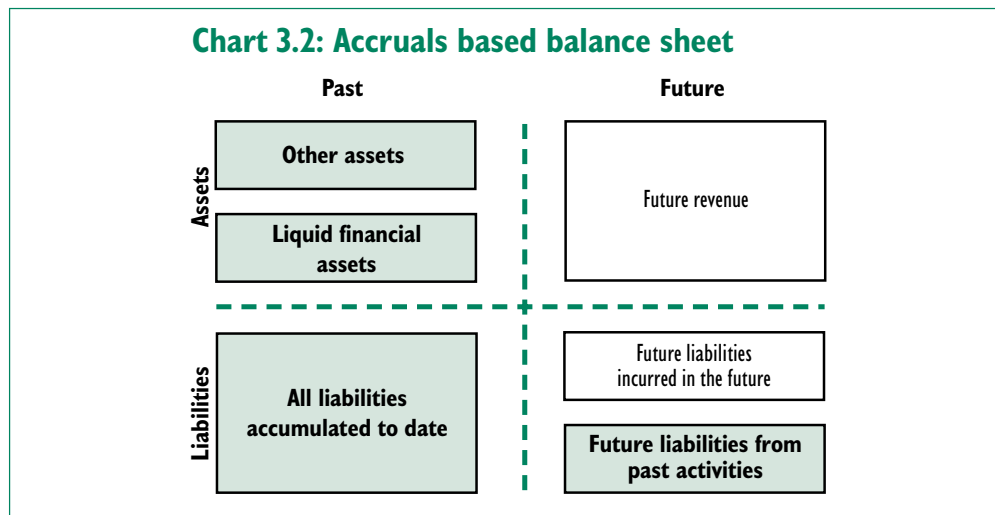 Chart 3.2: Accruals based balance sheet
Past
Future
Assets
Other assets
Liquid financial
assets
Future revenue
Liabilities
All liabilities
accumulated to date
Future liabilities
incurred in the future
Future liabilities from
past activities